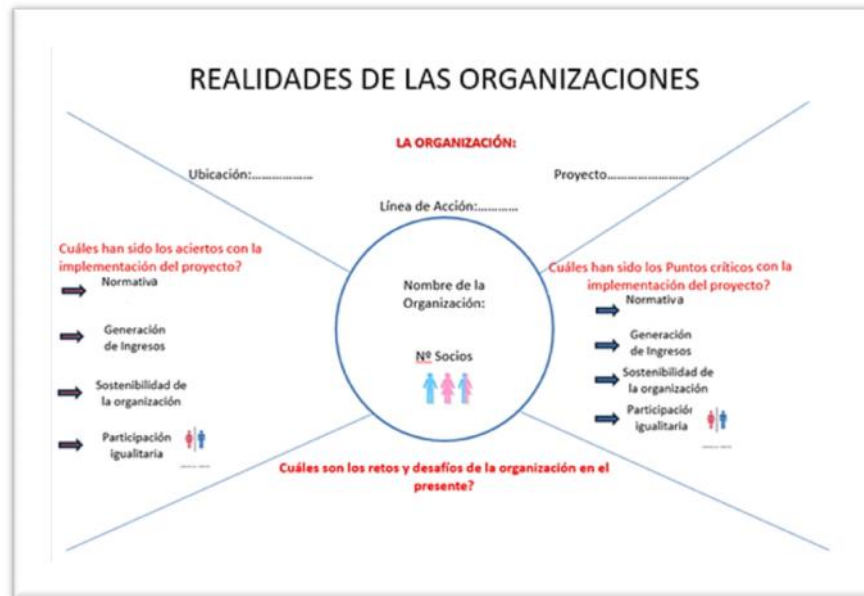 REALIDADES DE LAS ORGANIZACIONES
LA ORGANIZACIÓN:
Ubicación:..................
Proyecto........................
Línea de Acción:............
Cuáles han sido los aciertos con la
implementación del proyecto?
Normativa
Generación
de Ingresos
Sostenibilidad de
la organización
Participación
igualitaria
Nombre de la
Organización:
Nº Socios
Cuáles han sido los Puntos críticos con la
implementación del proyecto?
Normativa
Generación
de Ingresos
Sostenibilidad de
la organización
Participación
igualitaria
Cuáles son los retos y desafíos de la organización en el
presente?